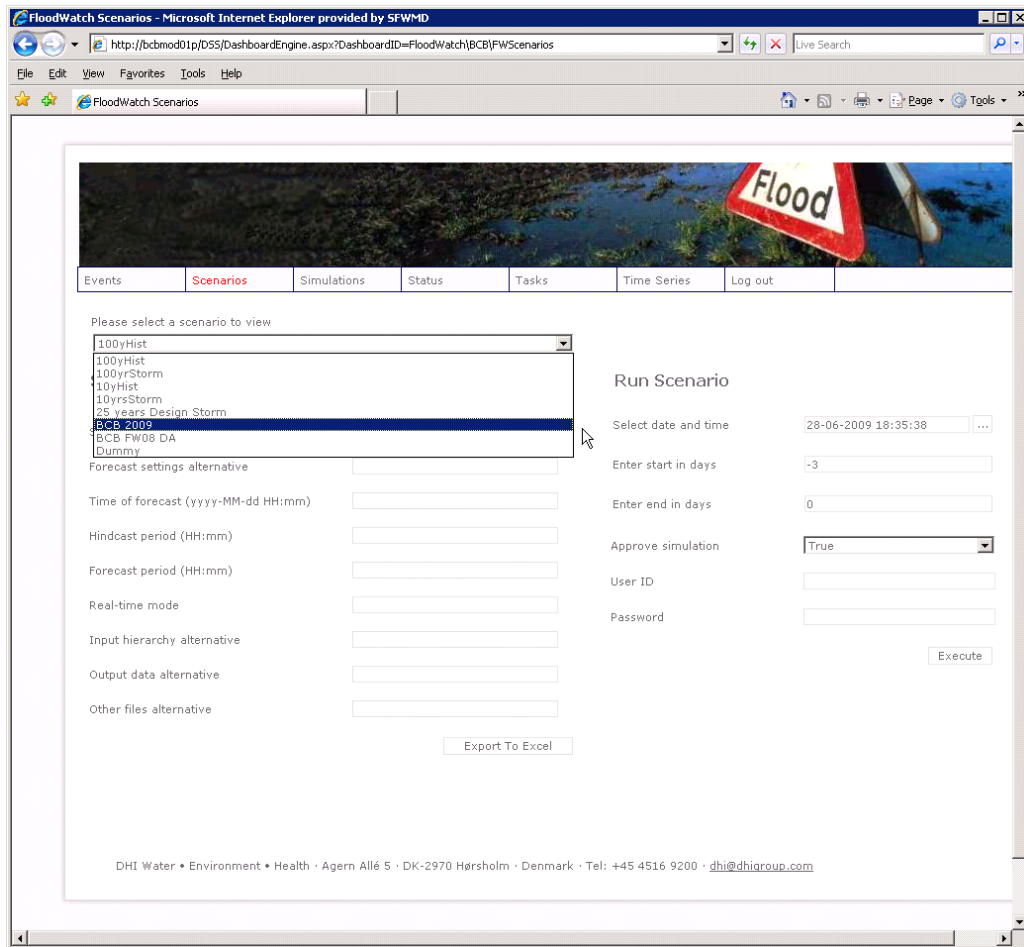 FloodWatch Scenarios - Microsoft Internet Explorer provided by SFWMD
http://bcbmod01p/DSS/DashboardEngine.aspx?DashboardID=FloodWatch\BCB\FWScenarios
Live Search
File Edit View Favorites Tools Help
FloodWatch Scenarios
Page Tools »
Flood
Events Scenarios Simulations Status Tasks Time Series Log out
Please select a scenario to view
100yHist
100yHist
100yrStorm
10yHist
10yrsStorm
25 years Design Storm
BCB 2009
BCB FW08 DA
Dummy
Run Scenario
Select date and time 28-06-2009 18:35:38 ...
Forecast settings alternative
Enter start in days -3
Time of forecast (yyyy-MM-dd HH:mm)
Enter end in days 0
Hindcast period (HH:mm)
Approve simulation True
Forecast period (HH:mm)
User ID
Real-time mode
Password
Input hierarchy alternative
Execute
Output data alternative
Other files alternative
Export To Excel
DHI Water • Environment • Health · Agern Allé 5 · DK-2970 Hørsholm · Denmark · Tel: +45 4516 9200 · dhi@dhigroup.com